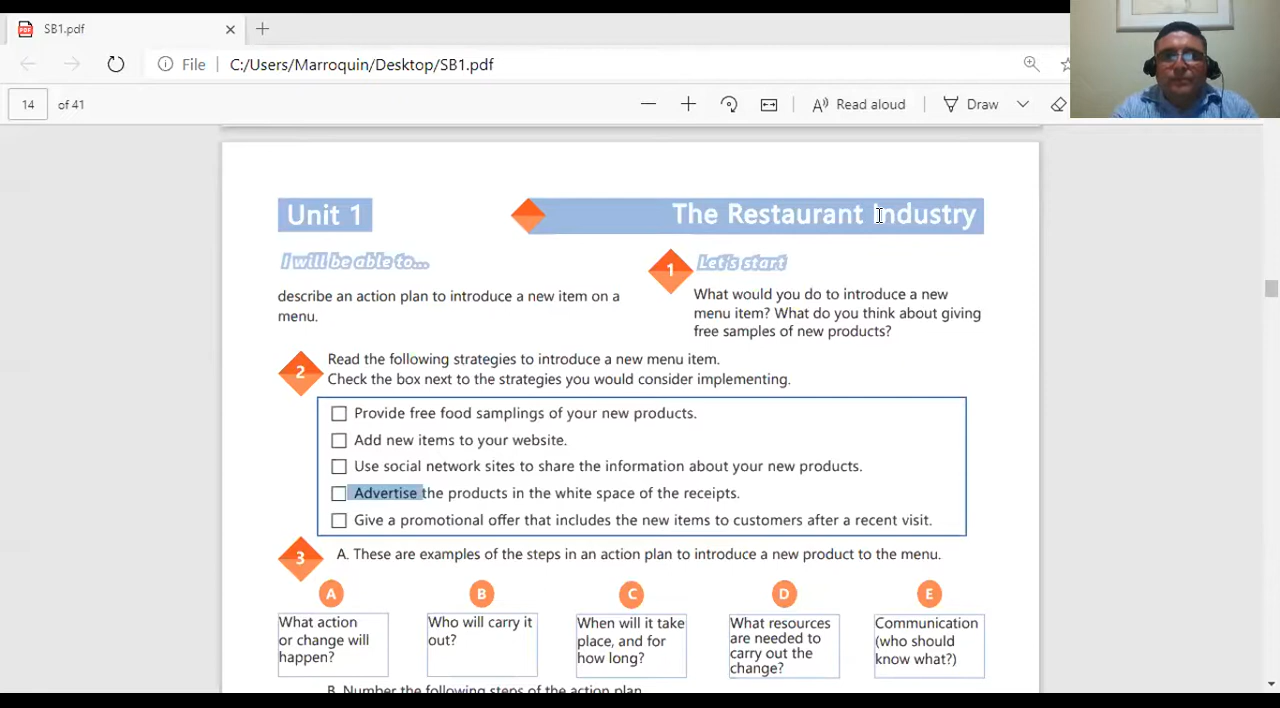 SB1.pdf
File C:/Users/Marroquin/Desktop/SB1.pdf
14 of 41 Read aloud Draw
Unit 1 The Restaurant Industry
I will be able to...
describe an action plan to introduce a new item on a
menu.
1 Let's start
What would you do to introduce a new
menu item? What do you think about giving
free samples of new products?
2 Read the following strategies to introduce a new menu item.
Check the box next to the strategies you would consider implementing.
Provide free food samplings of your new products.
Add new items to your website.
Use social network sites to share the information about your new products.
Advertise the products in the white space of the receipts.
Give a promotional offer that includes the new items to customers after a recent visit.
3 A. These are examples of the steps in an action plan to introduce a new product to the menu.
A
What action
or change will
happen?
B
Who will carry it
out?
C
When will it take
place, and for
how long?
D
What resources
are needed to
carry out the
change?
E
Communication
(who should
know what?)
B. Number the following steps of the action plan